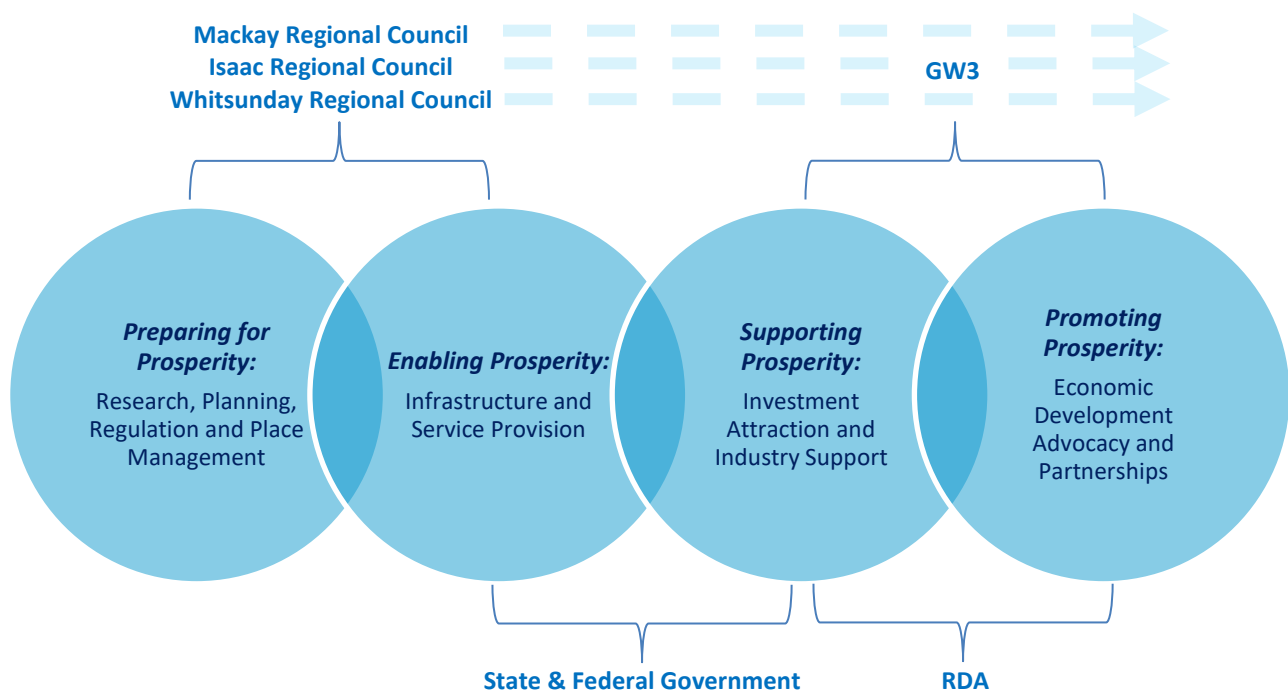 Mackay Regional Council
Isaac Regional Council
GW3
Whitsunday Regional Council
Preparing for
Prosperity:
Research, Planning,
Regulation and Place
Management
Enabling Prosperity:
Infrastructure and
Service Provision
Supporting
Prosperity:
Investment
Attraction and
Industry Support
Promoting
Prosperity:
Economic
Development
Advocacy and
Partnerships
State & Federal Government
RDA